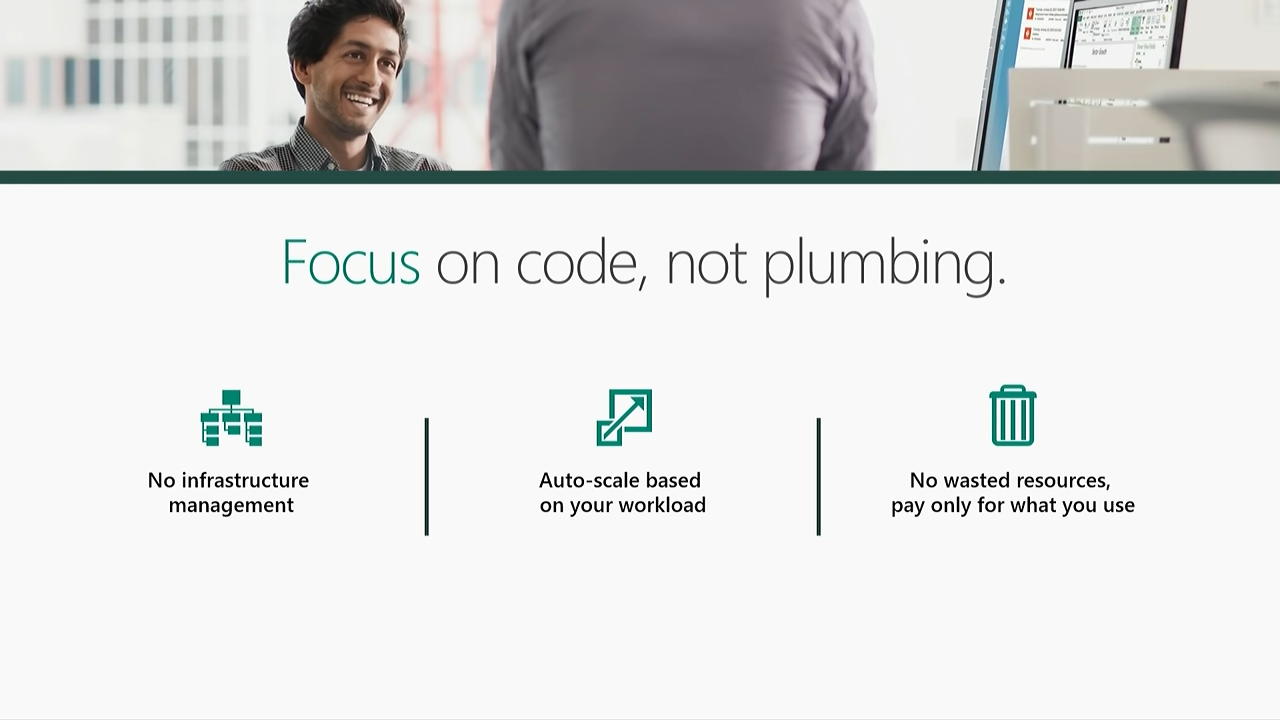 Focus on code, not plumbing.
No infrastructure
management
Auto-scale based
on your workload
No wasted resources,
pay only for what you use